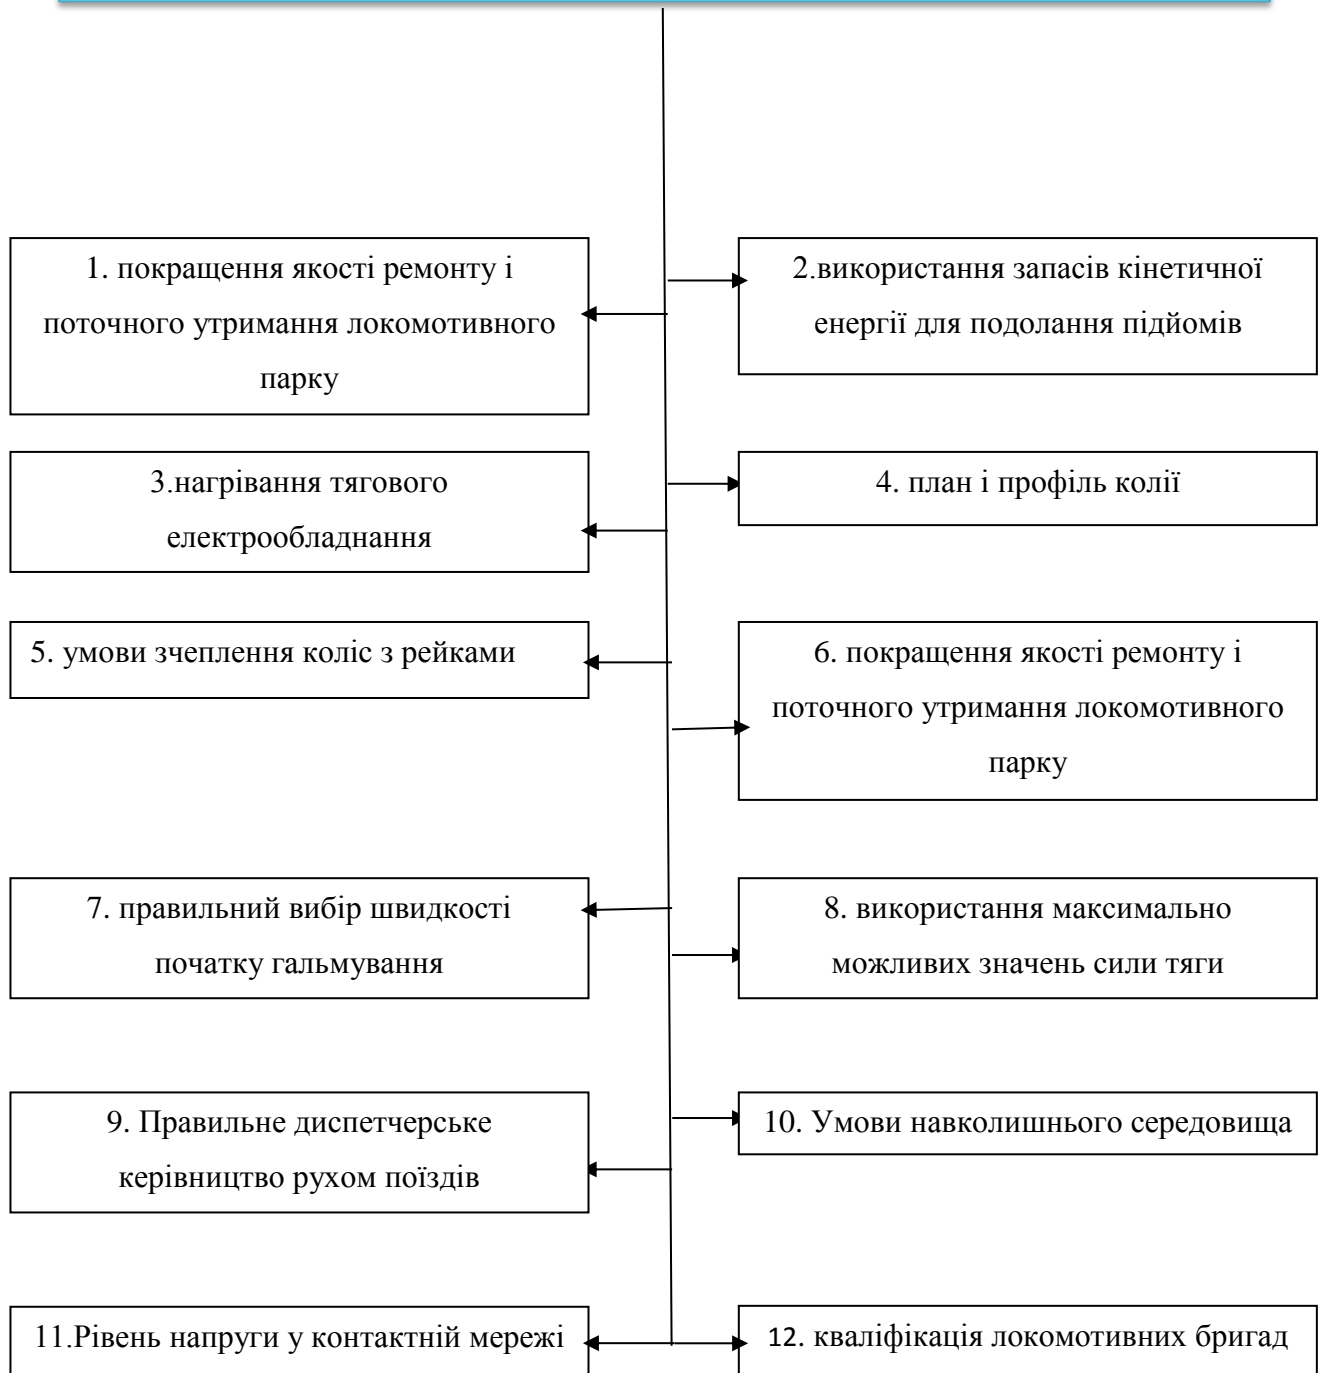 1. покращення якості ремонту і
поточного утримання локомотивного
парку
2.використання запасів кінетичної
енергії для подолання підйомів
3.нагрівання тягового
електрообладнання
4. план і профіль колії
5. умови зчеплення коліс з рейками
6. покращення якості ремонту і
поточного утримання локомотивного
парку
7. правильний вибір швидкості
початку гальмування
8. використання максимально
можливих значень сили тяги
9. Правильне диспетчерське
керівництво рухом поїздів
10. Умови навколишнього середовища
11.Рівень напруги у контактній мережі
12. кваліфікація локомотивних бригад